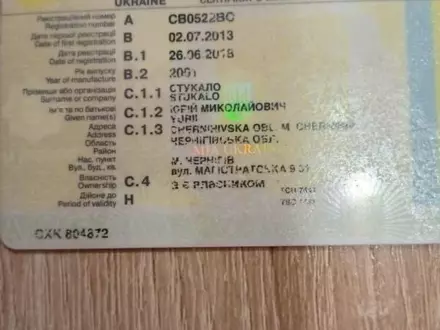 UKRAINE
Реєстраційний номер A CB0522BC
Registration number
Дата першої реєстрації B 02.07.2013
Date of first registration
Дата реєстрації B.1 26.06.2018
Date of registration
Рік випуску B.2
Year of manufacture
Прізвище або організація C.1.1 СТУКАЛО
Surname or company STUKALO
Ім'я та по батькові C.1.2 ЮРІЙ МИКОЛАЙОВИЧ
Given name(s) YURII
Адреса C.1.3 CHERNIHIVSKA OBL. M.
Address
Область ЧЕРНІГІВСЬКА ОБЛ.
Район
Нас. пункт М. ЧЕРНІГІВ
Вул., буд., кв. вул. МАГІСТРАТСЬКА
Власність C.4 Є ВЛАСНИКОМ
Ownership
Дійсне до H
Period of validity
CXK 804872